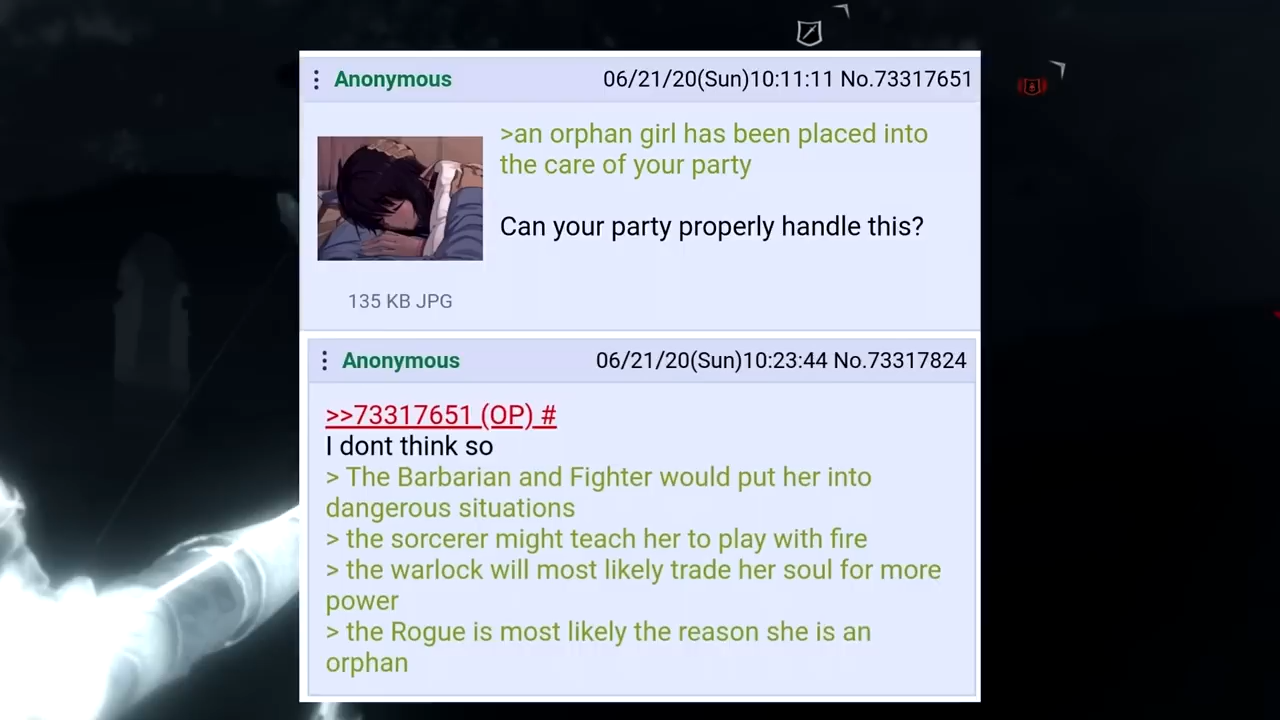 Anonymous 06/21/20(Sun)10:11:11 No.73317651
>an orphan girl has been placed into
the care of your party
Can your party properly handle this?
135 KB JPG
Anonymous 06/21/20(Sun)10:23:44 No.73317824
>>73317651 (OP) #
I dont think so
> The Barbarian and Fighter would put her into
dangerous situations
> the sorcerer might teach her to play with fire
> the warlock will most likely trade her soul for more
power
> the Rogue is most likely the reason she is an
orphan